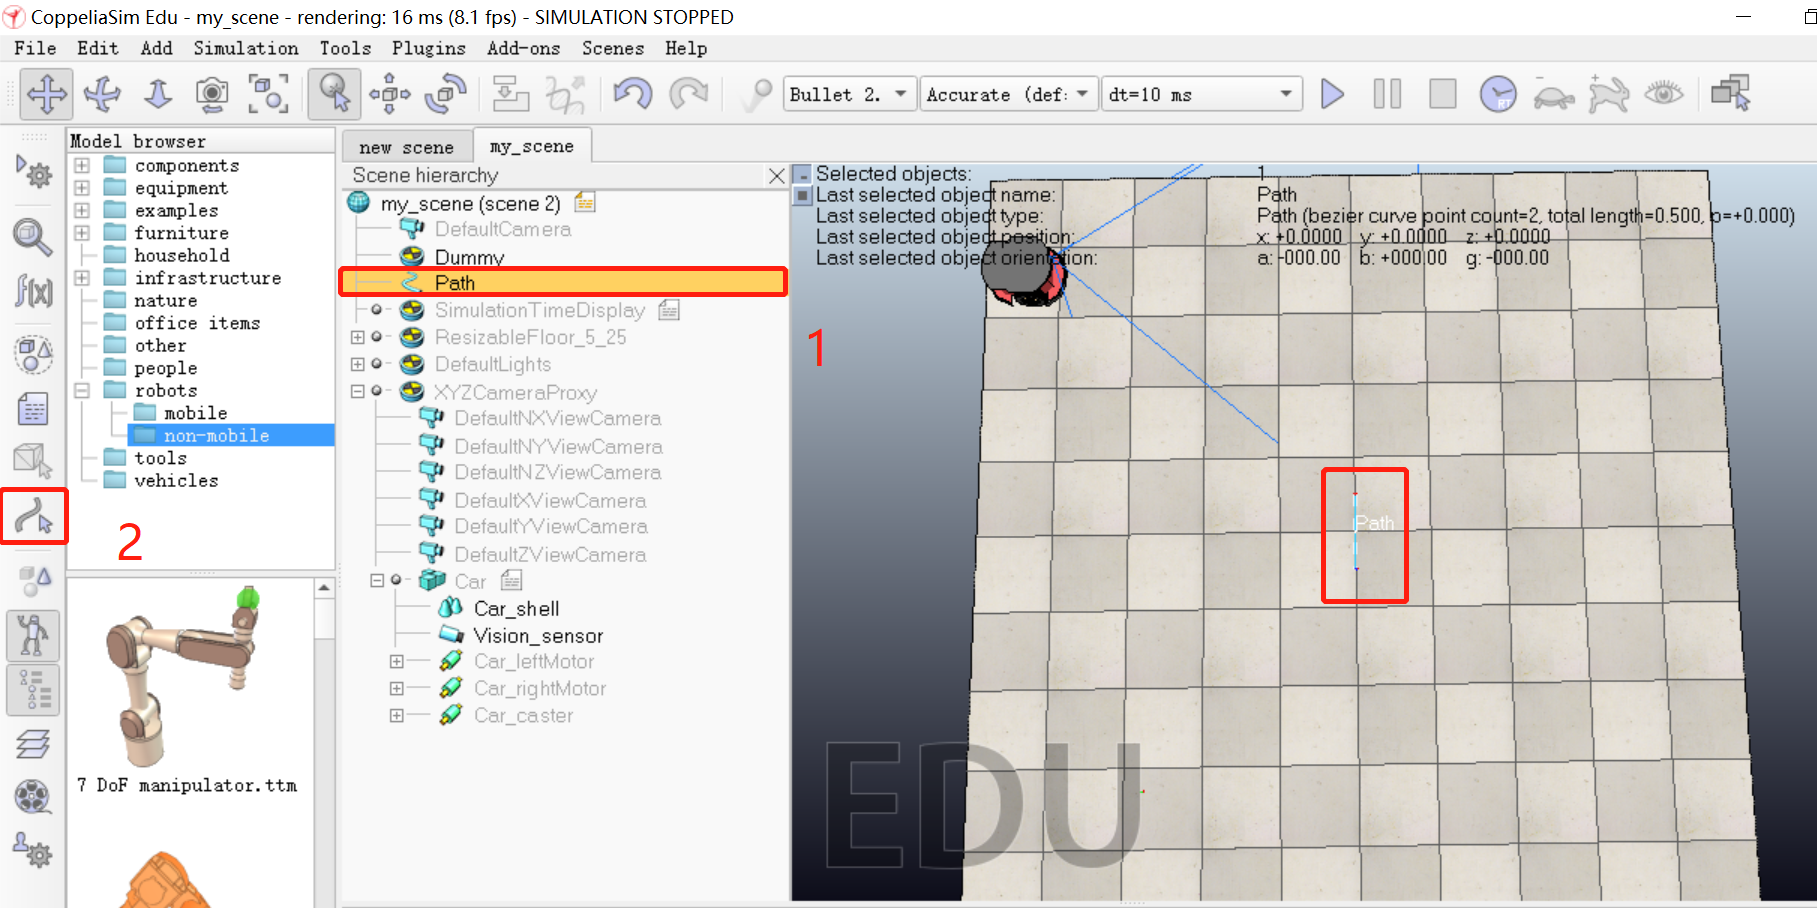 CoppeliaSim Edu - my_scene - rendering: 16 ms (8.1 fps) - SIMULATION STOPPED
File Edit Add Simulation Tools Plugins Add-ons Scenes Help
Bullet 2. Accurate (def: dt=10 ms
RT
Model browser
components
equipment
examples
furniture
household
infrastructure
nature
office items
other
people
robots
mobile
non-mobile
tools
vehicles
f(x)
2
7 DoF manipulator.ttm
new scene my_scene
Scene hierarchy
my_scene (scene 2)
DefaultCamera
Dummy
Path
SimulationTimeDisplay
ResizableFloor_5_25
DefaultLights
XYZCameraProxy
DefaultNXViewCamera
DefaultNYViewCamera
DefaultNZViewCamera
DefaultXViewCamera
DefaultYViewCamera
DefaultZViewCamera
Car
Car_shell
Vision_sensor
Car_leftMotor
Car_rightMotor
Car_caster
1
Selected objects: 1
Last selected object name: Path
Last selected object type: Path (bezier curve point count=2, total length=0.500, p=+0.000)
Last selected object position: x: +0.0000 y: +0.0000 z: +0.0000
Last selected object orientation: a: -000.00 b: +000.00 g: -000.00
Path
EDU